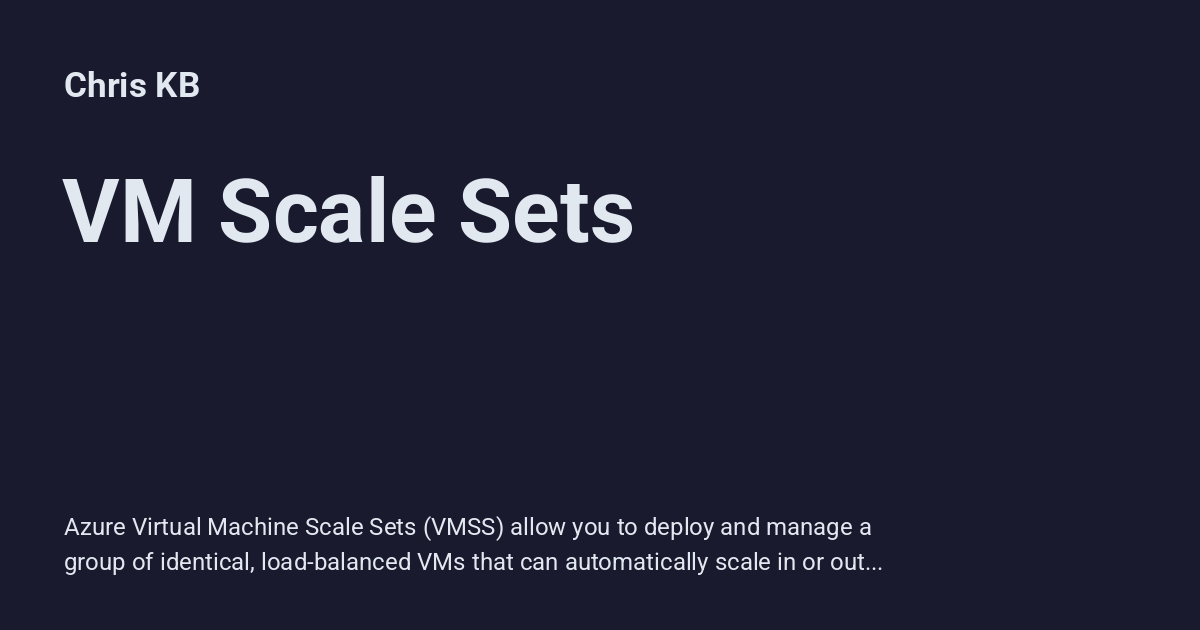 Chris KB
VM Scale Sets
Azure Virtual Machine Scale Sets (VMSS) allow you to deploy and manage a
group of identical, load-balanced VMs that can automatically scale in or out...